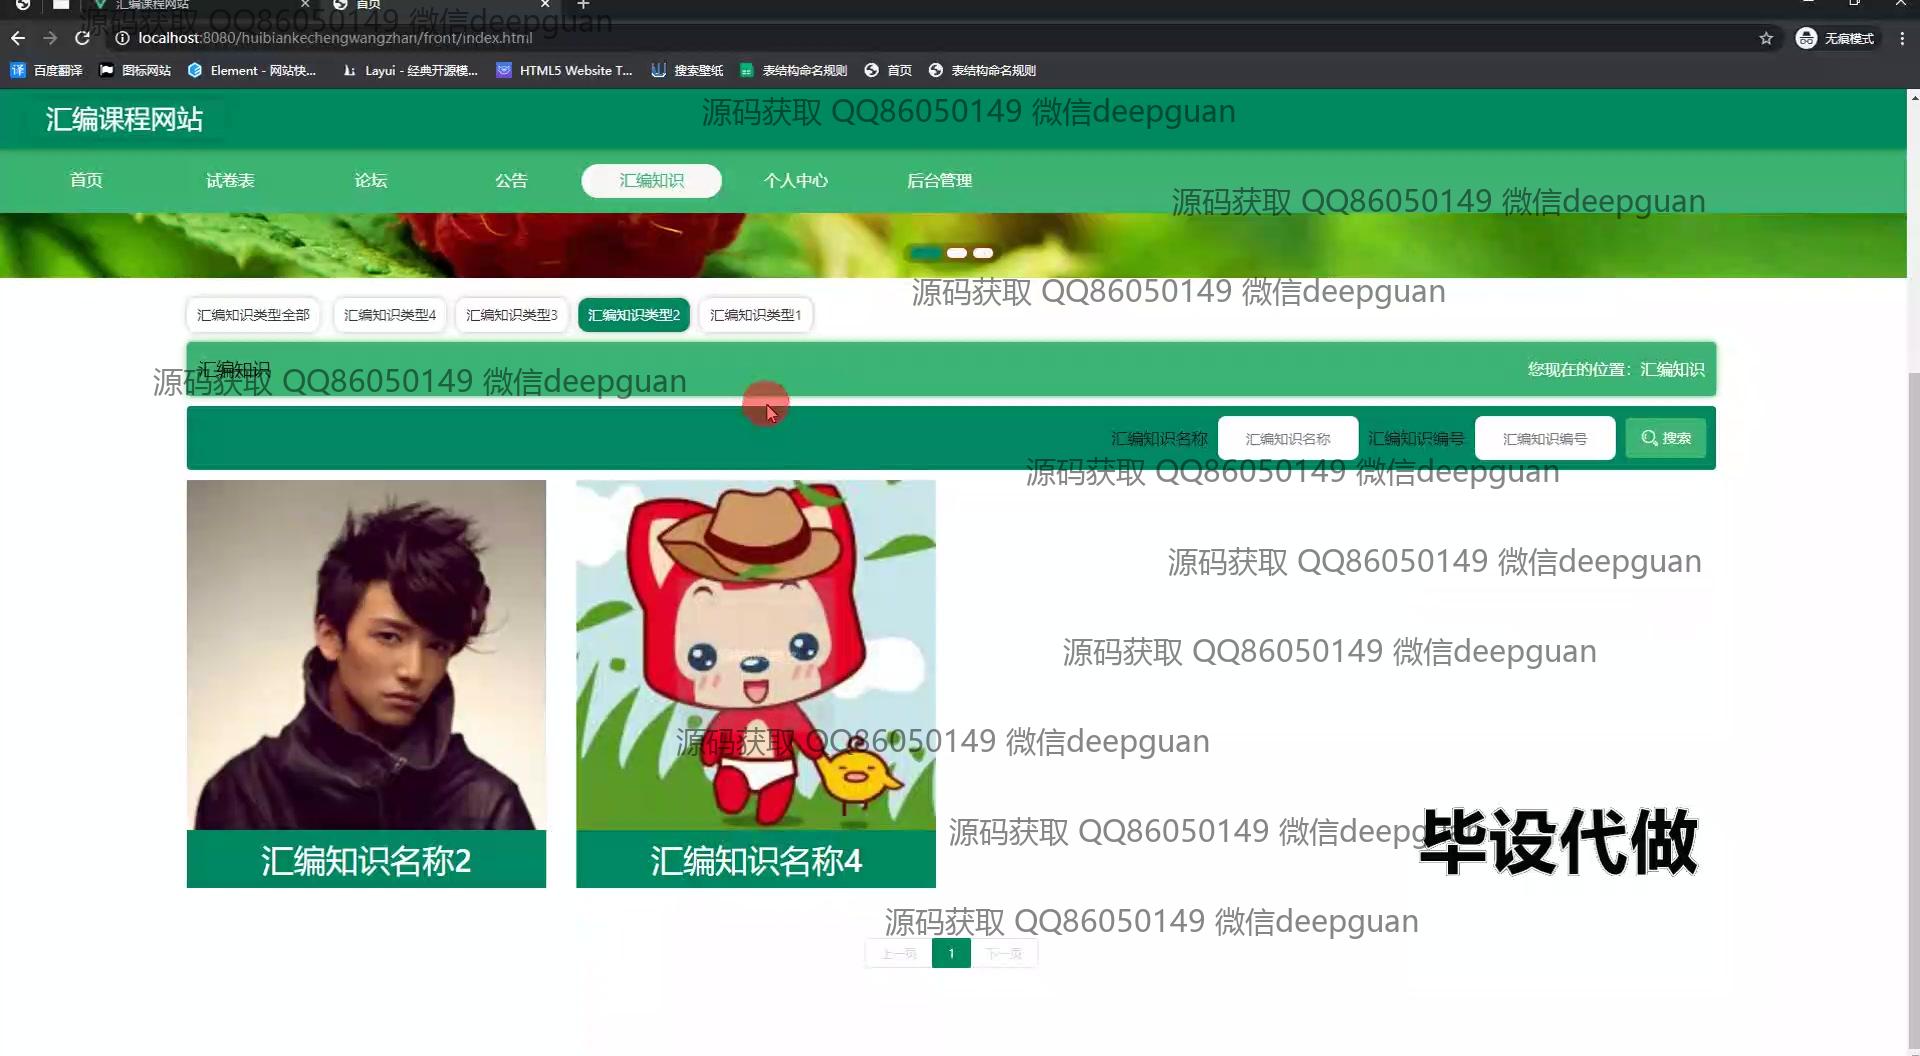 汇编课程网站
首页
源码获取 QQ86050149 微信deepguan
localhost:8080/huibiankechengwangzhan/front/index.html
无痕模式
百度翻译
图标网站
Element - 网站快...
Layui - 经典开源模...
HTML5 Website T...
搜索壁纸
表结构命名规则
首页
表结构命名规则
汇编课程网站
源码获取 QQ86050149 微信deepguan
首页
试卷表
论坛
公告
汇编知识
个人中心
后台管理
源码获取 QQ86050149 微信deepguan
源码获取 QQ86050149 微信deepguan
汇编知识类型全部
汇编知识类型4
汇编知识类型3
汇编知识类型2
汇编知识类型1
汇编知识
您现在的位置：汇编知识
源码获取 QQ86050149 微信deepguan
汇编知识名称
汇编知识名称
汇编知识编号
汇编知识编号
搜索
源码获取 QQ86050149 微信deepguan
源码获取 QQ86050149 微信deepguan
源码获取 QQ86050149 微信deepguan
源码获取 QQ86050149 微信deepguan
源码获取 QQ86050149 微信deepguan
毕设代做
汇编知识名称2
汇编知识名称4
源码获取 QQ86050149 微信deepguan
上一页
1
下一页